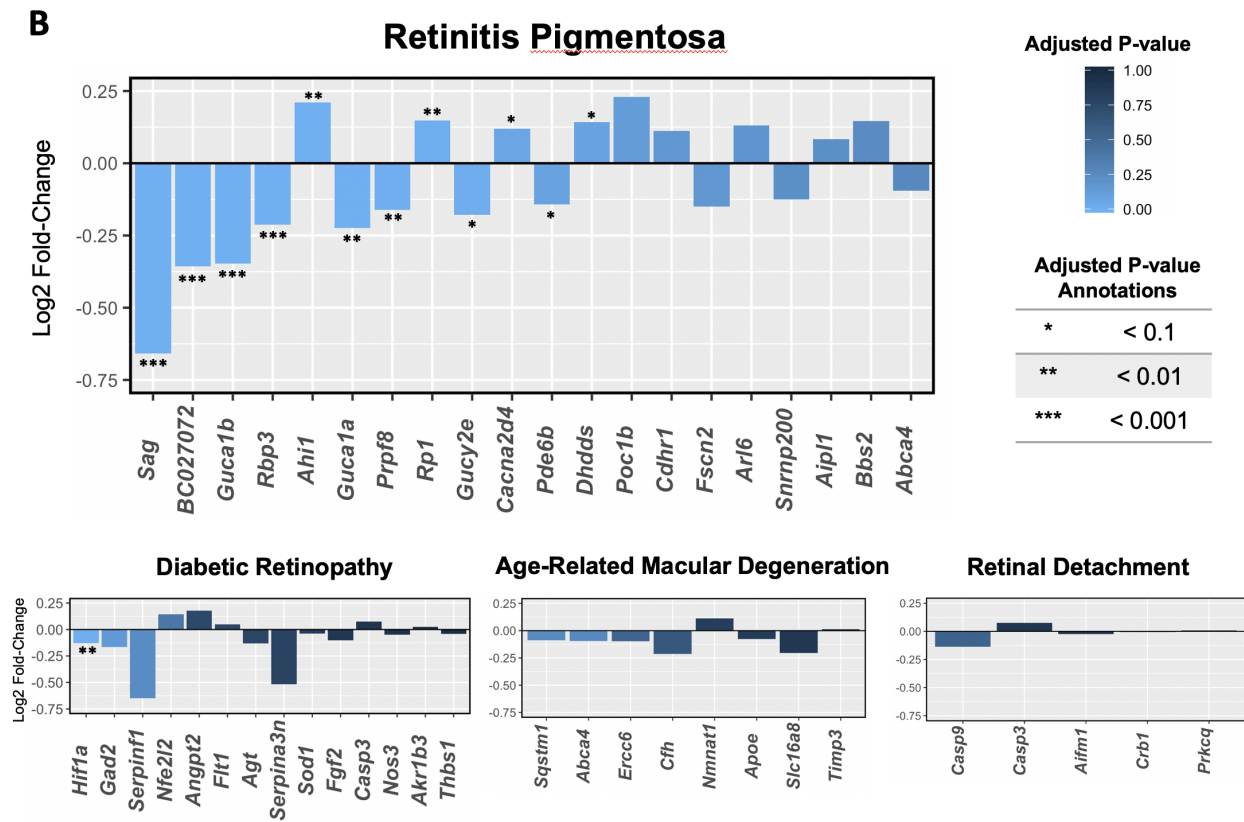 B
Retinitis Pigmentosa
Log2 Fold-Change
0.25
0.00
-0.25
-0.50
-0.75
** ** * *
*** *** *** *** ** ** * *
Sag BC027072 Guca1b Rbp3 Ahi1 Guca1a Prpf8 Rp1 Gucy2e Cacna2d4 Pde6b Dhdds Poc1b Cdhr1 Fscn2 Arl6 Snrnp200 Aipl1 Bbs2 Abca4
Adjusted P-value
1.00
0.75
0.50
0.25
0.00
Adjusted P-value
Annotations
* < 0.1
** < 0.01
*** < 0.001
Diabetic Retinopathy
Log2 Fold-Change
0.25
0.00
-0.25
-0.50
-0.75
**
Hif1a Gad2 Serpinf1 Nfe2l2 Angpt2 Flt1 Agt Serpina3n Sod1 Fgf2 Casp3 Nos3 Akr1b3 Thbs1
Age-Related Macular Degeneration
0.25
0.00
-0.25
-0.50
-0.75
Sqstm1 Abca4 Ercc6 Cfh Nmnat1 Apoe Slc16a8 Timp3
Retinal Detachment
0.25
0.00
-0.25
-0.50
-0.75
Casp9 Casp3 Aifm1 Crb1 Prkcq